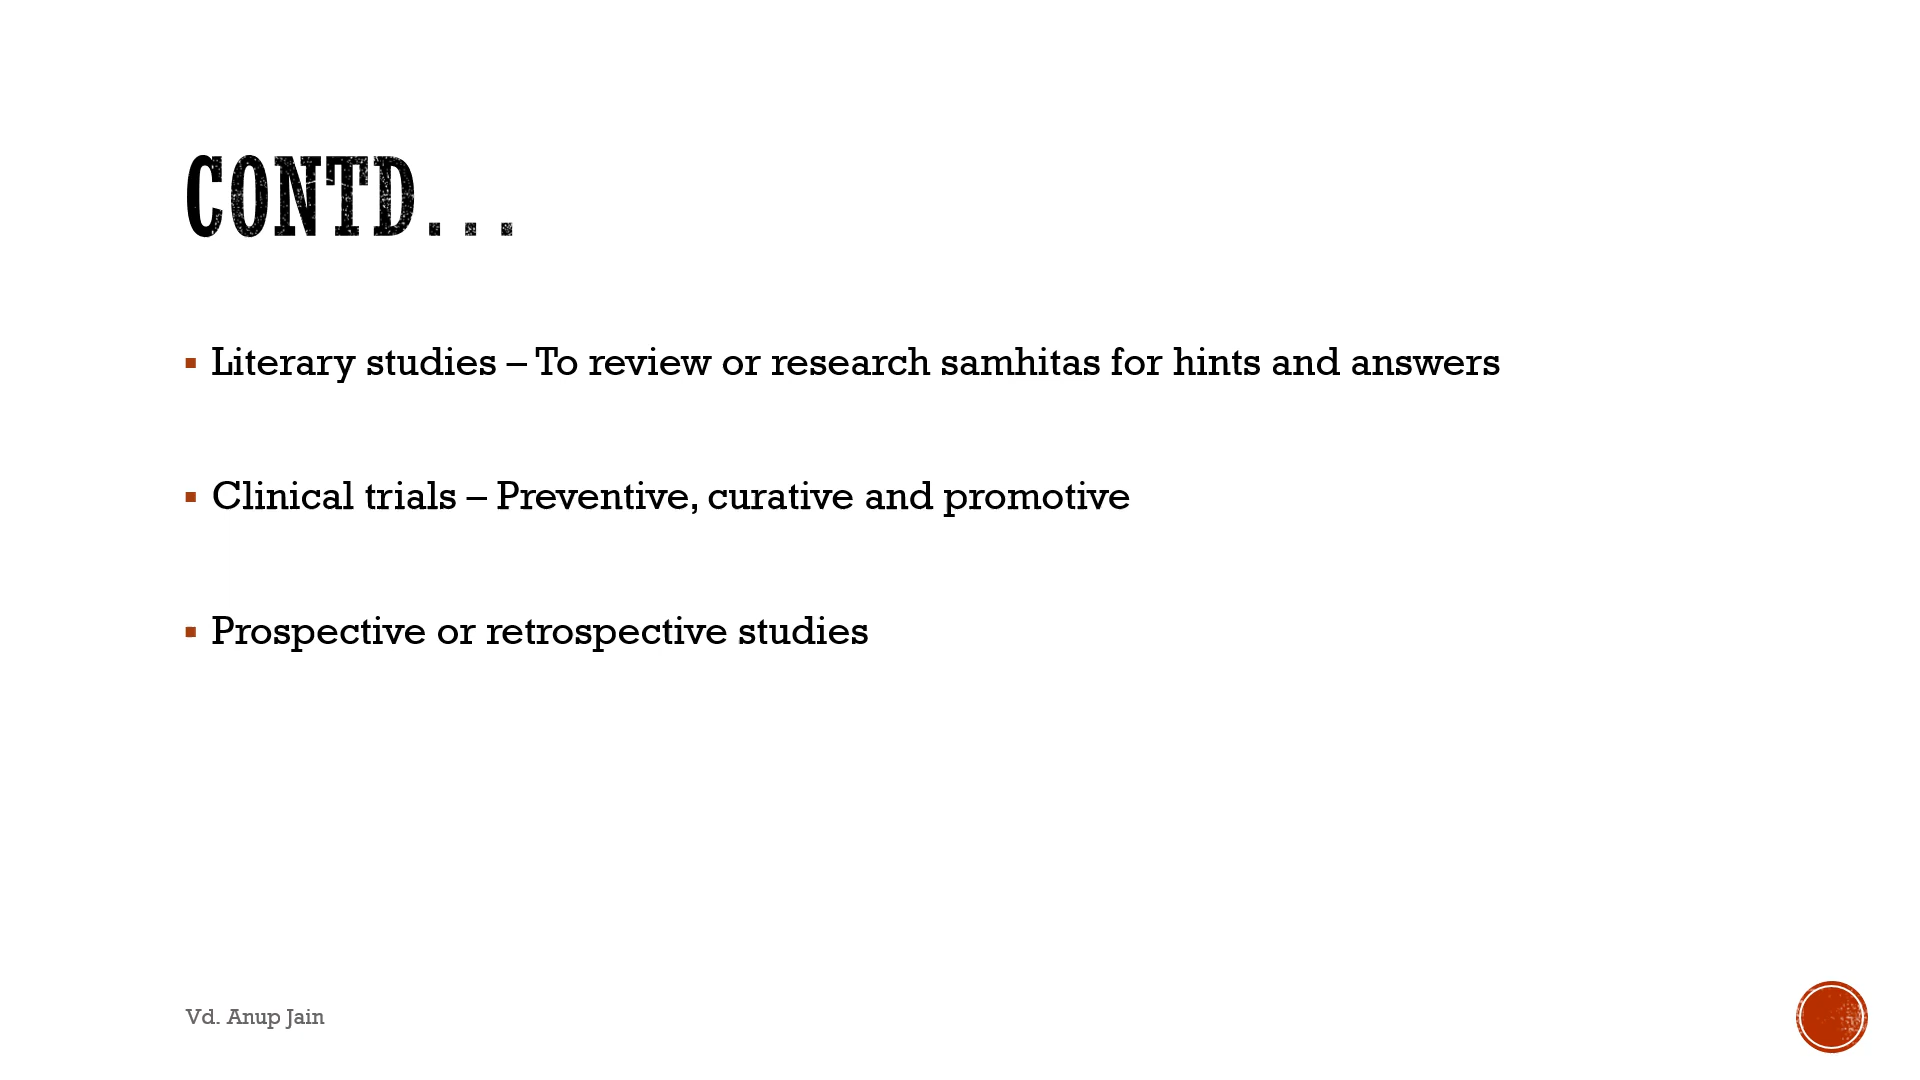 CONTD...
▪ Literary studies – To review or research samhitas for hints and answers
▪ Clinical trials – Preventive, curative and promotive
▪ Prospective or retrospective studies
Vd. Anup Jain